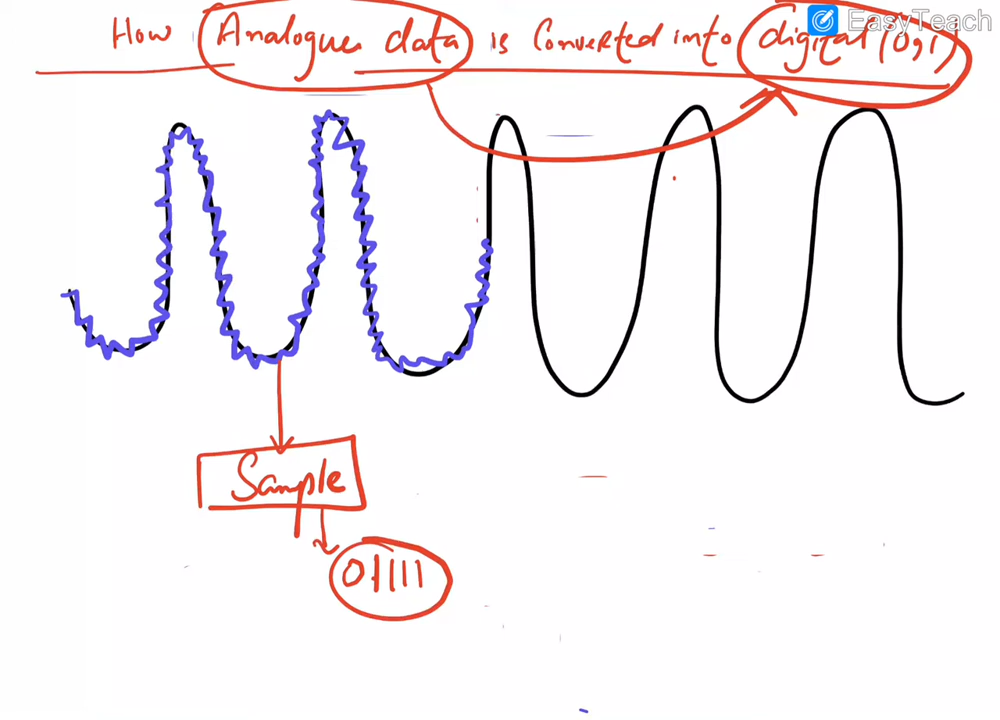 How Analogue data is Converted into digital (0,1)
EasyTeach
Sample
01111